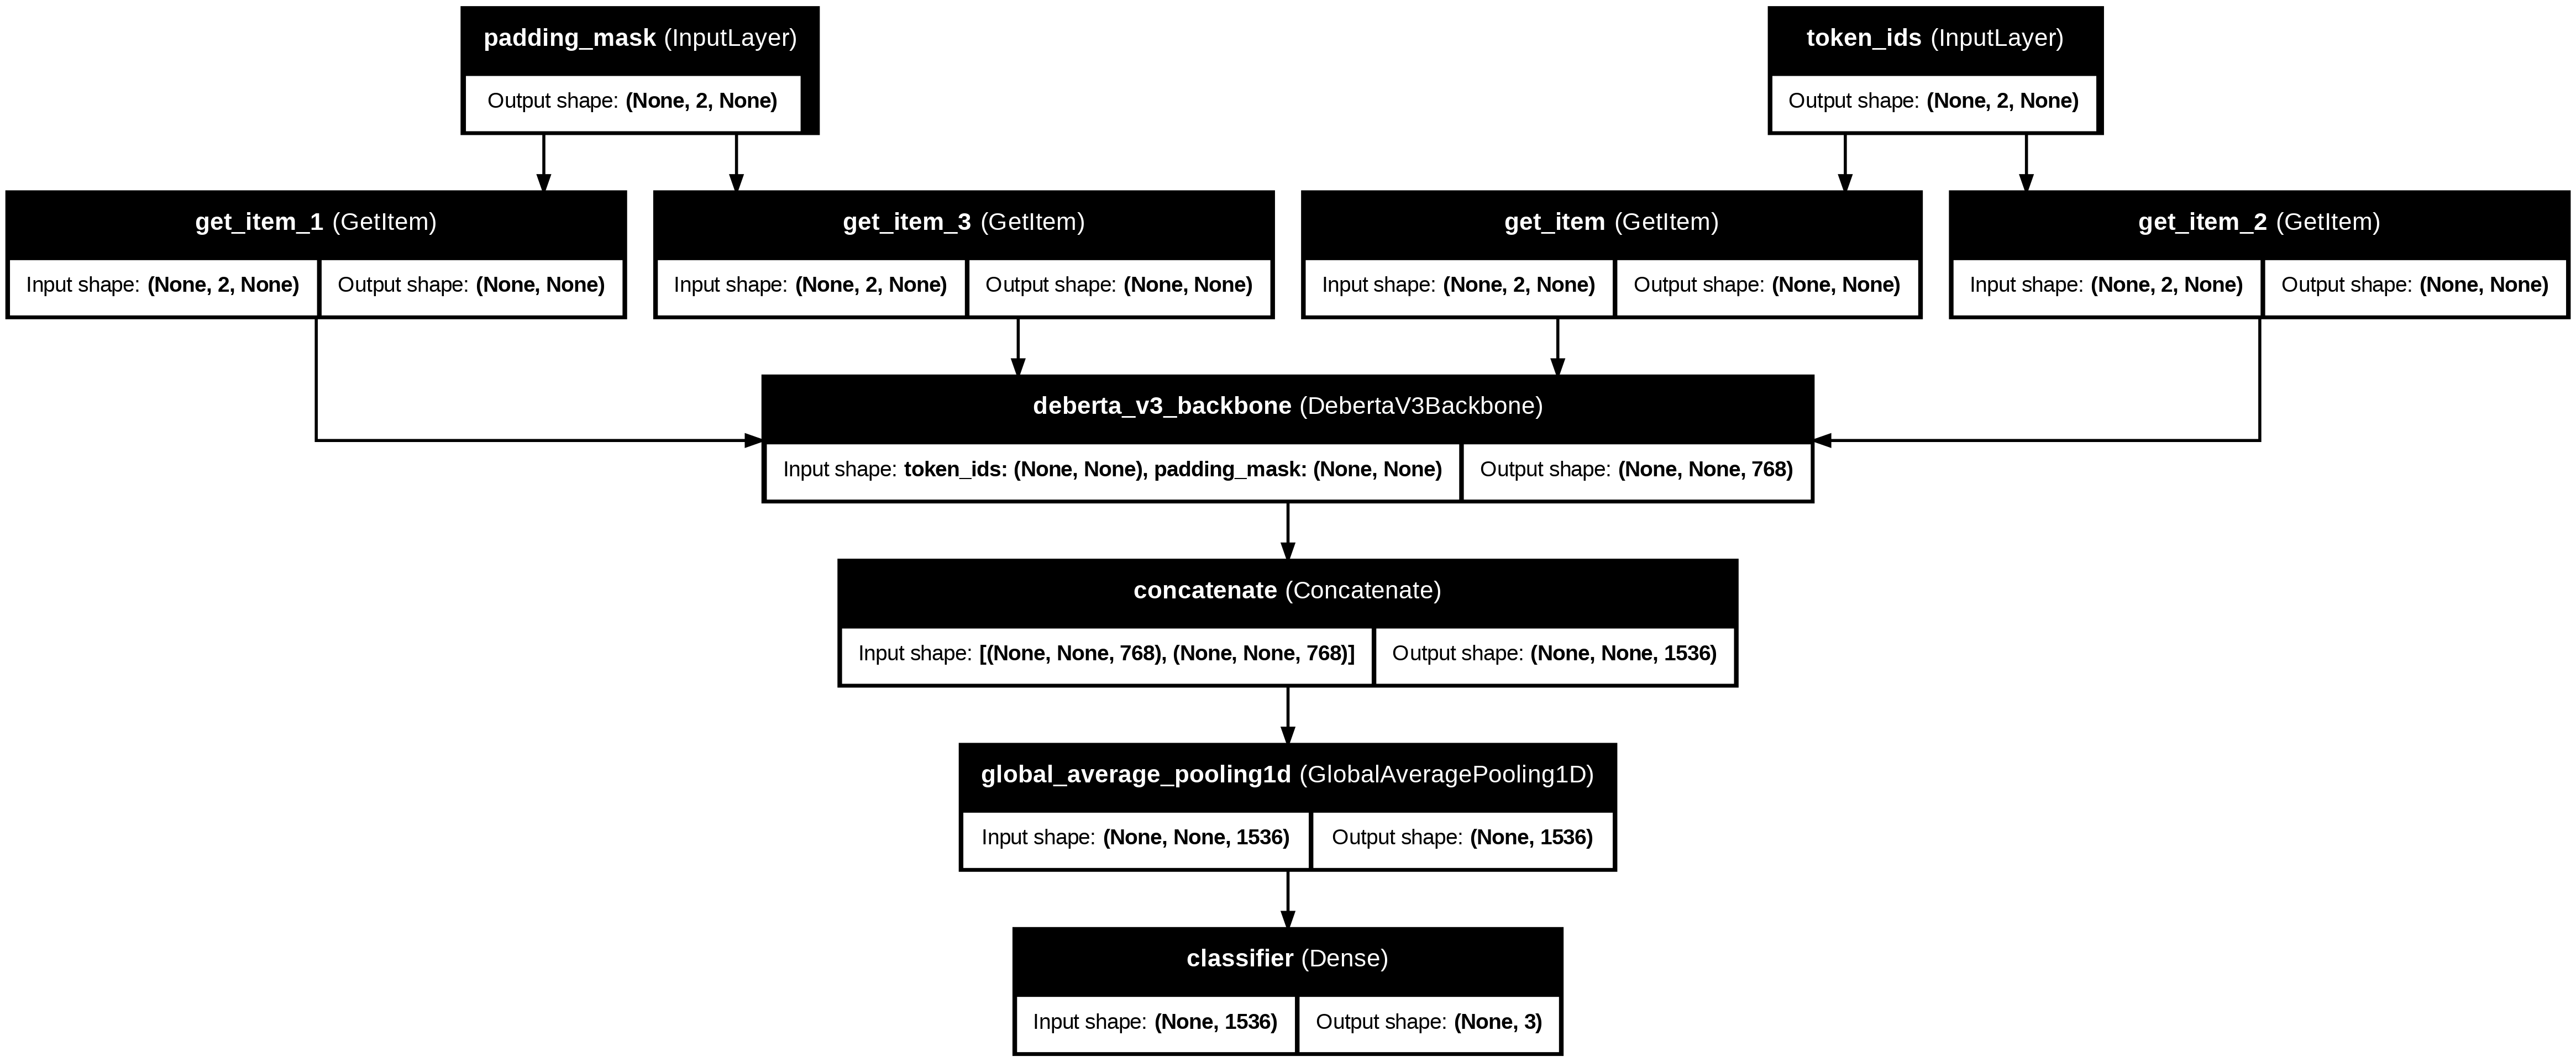 padding_mask (InputLayer)
Output shape: (None, 2, None)
token_ids (InputLayer)
Output shape: (None, 2, None)
get_item_1 (GetItem)
Input shape: (None, 2, None) Output shape: (None, None)
get_item_3 (GetItem)
Input shape: (None, 2, None) Output shape: (None, None)
get_item (GetItem)
Input shape: (None, 2, None) Output shape: (None, None)
get_item_2 (GetItem)
Input shape: (None, 2, None) Output shape: (None, None)
deberta_v3_backbone (DebertaV3Backbone)
Input shape: token_ids: (None, None), padding_mask: (None, None) Output shape: (None, None, 768)
concatenate (Concatenate)
Input shape: [(None, None, 768), (None, None, 768)] Output shape: (None, None, 1536)
global_average_pooling1d (GlobalAveragePooling1D)
Input shape: (None, None, 1536) Output shape: (None, 1536)
classifier (Dense)
Input shape: (None, 1536) Output shape: (None, 3)